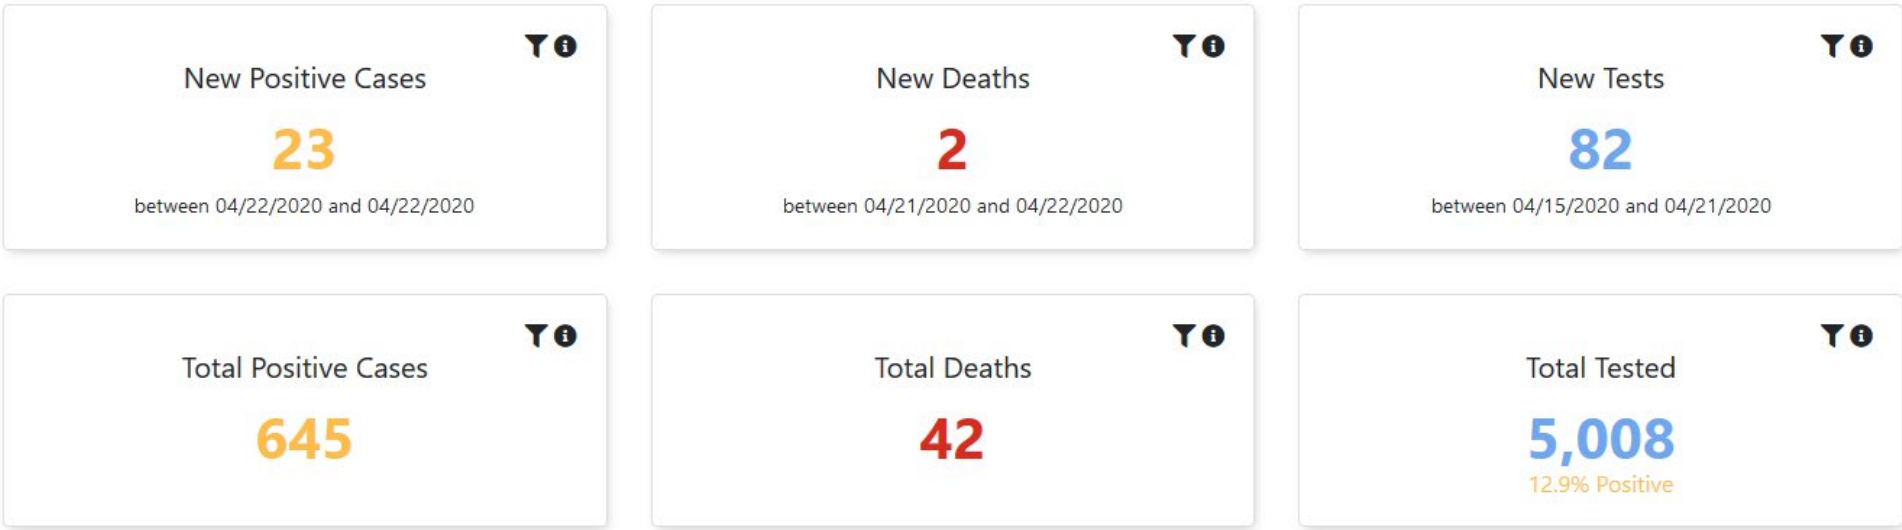 New Positive Cases
23
between 04/22/2020 and 04/22/2020
New Deaths
2
between 04/21/2020 and 04/22/2020
New Tests
82
between 04/15/2020 and 04/21/2020
Total Positive Cases
645
Total Deaths
42
Total Tested
5,008
12.9% Positive